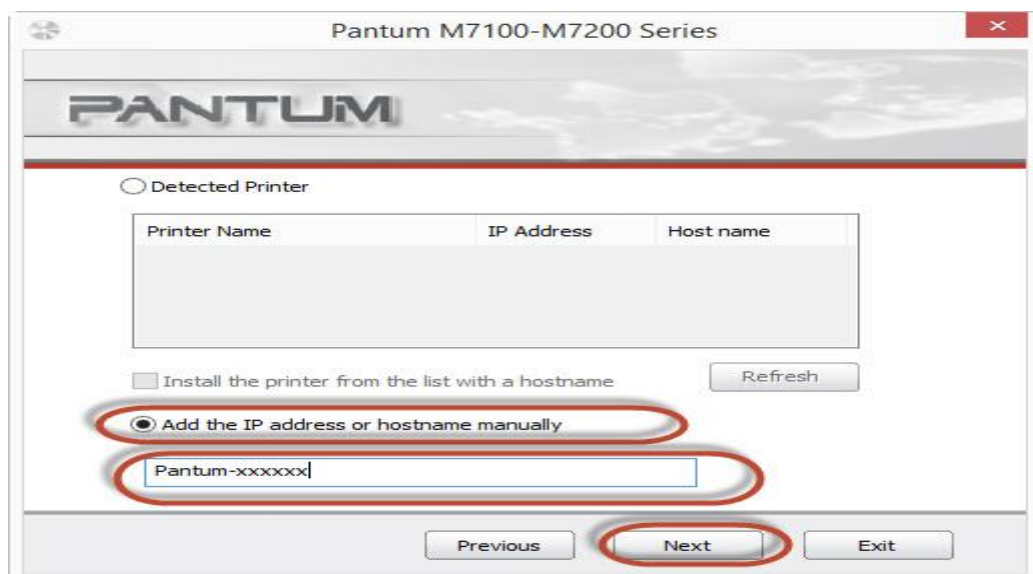 Pantum M7100-M7200 Series
PANTUM
Detected Printer
Printer Name IP Address Host name
Install the printer from the list with a hostname Refresh
Add the IP address or hostname manually
Pantum-xxxxxx
Previous Next Exit